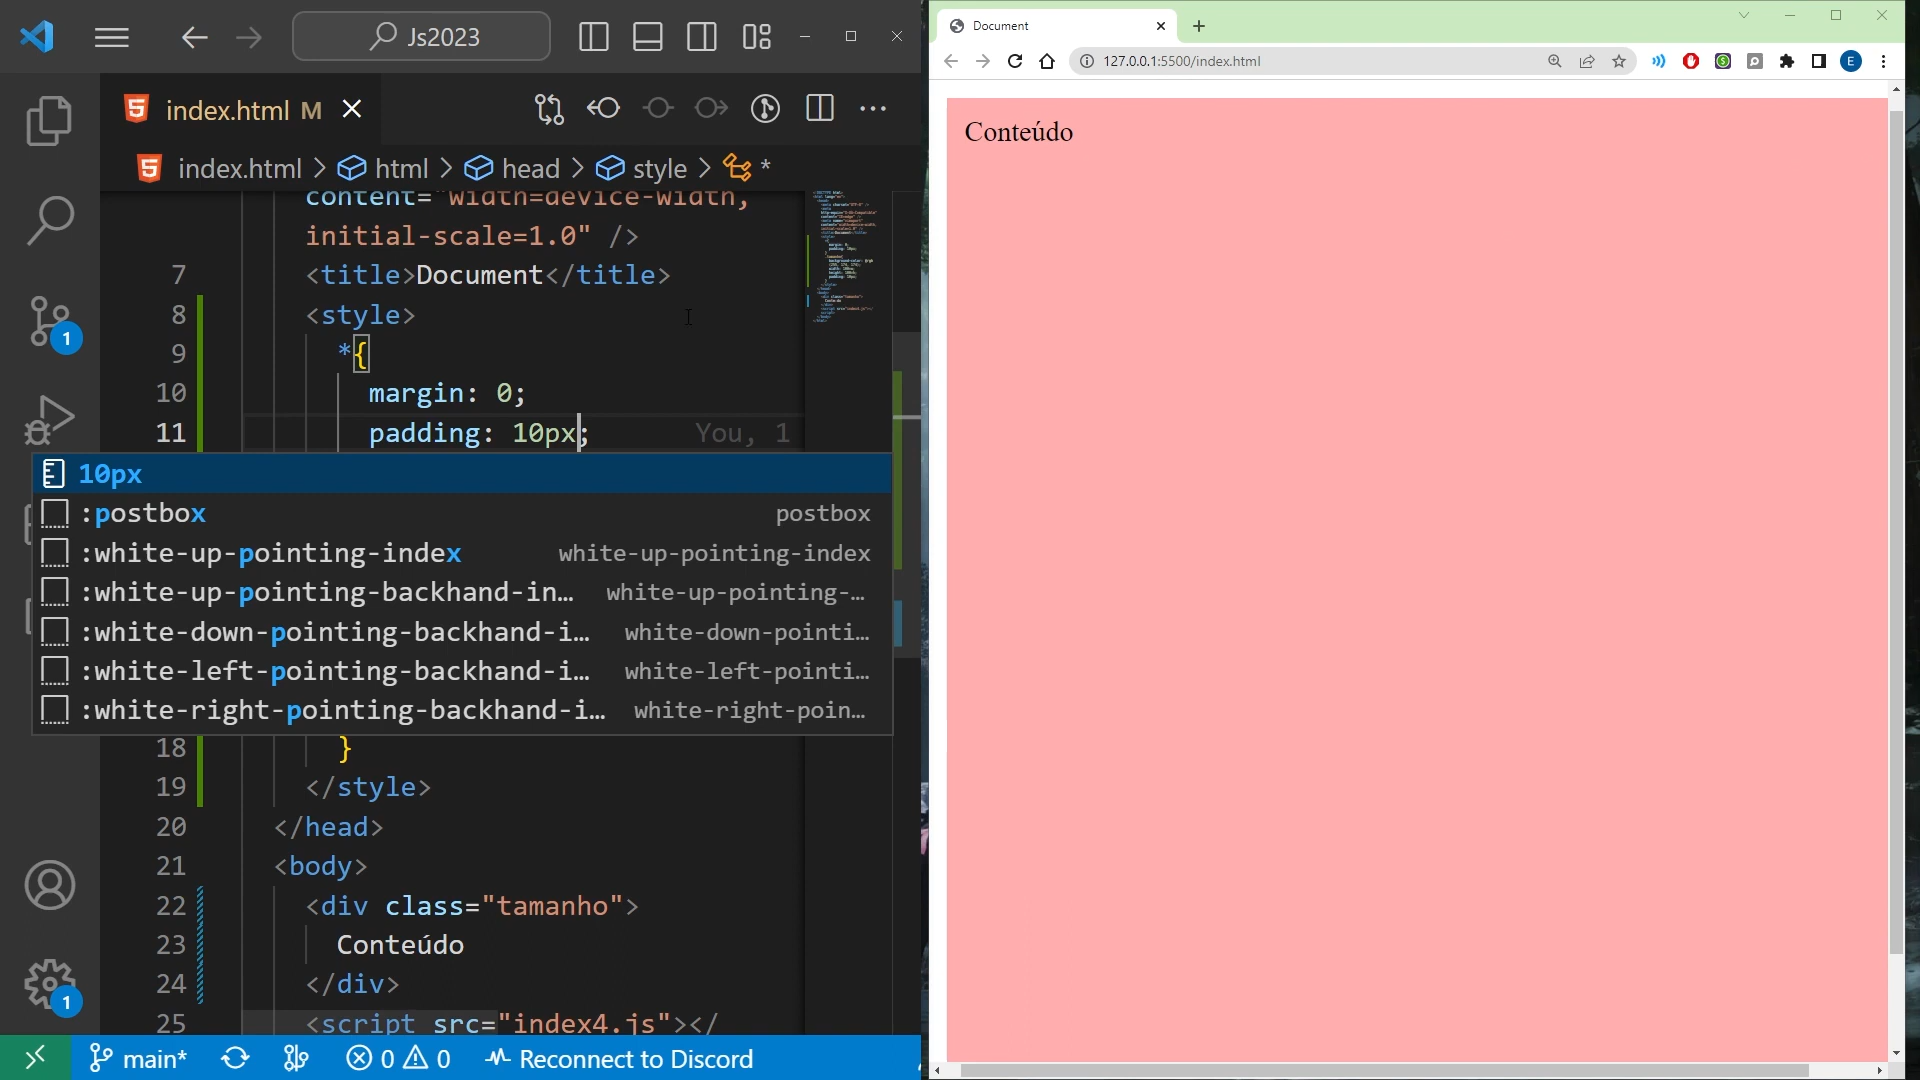 Js2023
index.html M
index.html > html > head > style > *
content="width=device-width,
initial-scale=1.0" />
7 <title>Document</title>
8 <style>
9 *{
10 margin: 0;
11 padding: 10px; You, 1
10px
:postbox postbox
:white-up-pointing-index white-up-pointing-index
:white-up-pointing-backhand-in… white-up-pointing-…
:white-down-pointing-backhand-i… white-down-pointi…
:white-left-pointing-backhand-i… white-left-pointi…
:white-right-pointing-backhand-i… white-right-poin…
18 }
19 </style>
20 </head>
21 <body>
22 <div class="tamanho">
23 Conteúdo
24 </div>
25 <script src="index4.js"></
1
1
main* 0 0 Reconnect to Discord
Document
127.0.0.1:5500/index.html
E
Conteúdo